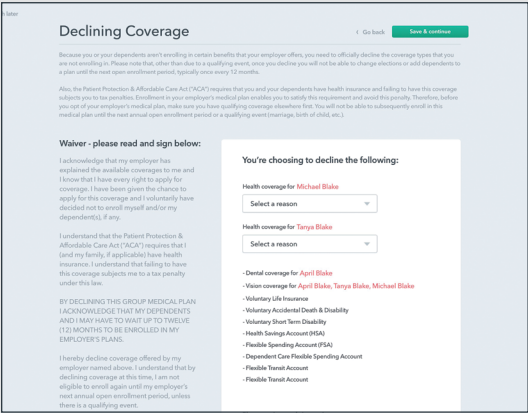 n later
Declining Coverage
< Go back
Save & continue
Because you or your dependents aren't enrolling in certain benefits that your employer offers, you need to officially decline the coverage types that you
are not enrolling in. Please note that, other than due to a qualifying event, once you decline you will not be able to change elections or add dependents to
a plan until the next open enrollment period, typically once every 12 months.
Also, the Patient Protection & Affordable Care Act ("ACA") requires that you and your dependents have health insurance and failing to have this coverage
subjects you to tax penalties. Enrollment in your employer's medical plan enables you to satisfy this requirement and avoid this penalty. Therefore, before
you opt of your employer's medical plan, make sure you have qualifying coverage elsewhere first. You will not be able to subsequently enroll in this
medical plan until the next annual open enrollment period or a qualifying event (marriage, birth of child, etc.).
Waiver - please read and sign below:
I acknowledge that my employer has
explained the available coverages to me and
I know that I have every right to apply for
coverage. I have been given the chance to
apply for this coverage and I voluntarily have
decided not to enroll myself and/or my
dependent(s), if any.
I understand that the Patient Protection &
Affordable Care Act ("ACA") requires that I
(and my family, if applicable) have health
insurance. I understand that failing to have
this coverage subjects me to a tax penalty
under this law.
BY DECLINING THIS GROUP MEDICAL PLAN
I ACKNOWLEDGE THAT MY DEPENDENTS
AND I MAY HAVE TO WAIT UP TO TWELVE
(12) MONTHS TO BE ENROLLED IN MY
EMPLOYER'S PLANS.
I hereby decline coverage offered by my
employer named above. I understand that by
declining coverage at this time, I am not
eligible to enroll again until my employer's
next annual open enrollment period, unless
there is a qualifying event.
You're choosing to decline the following:
Health coverage for Michael Blake
Select a reason
Health coverage for Tanya Blake
Select a reason
- Dental coverage for April Blake
- Vision coverage for April Blake, Tanya Blake, Michael Blake
- Voluntary Life Insurance
- Voluntary Accidental Death & Disability
- Voluntary Short Term Disability
- Health Savings Account (HSA)
- Flexible Spending Account (FSA)
- Dependent Care Flexible Spending Account
- Flexible Transit Account
- Flexible Transit Account